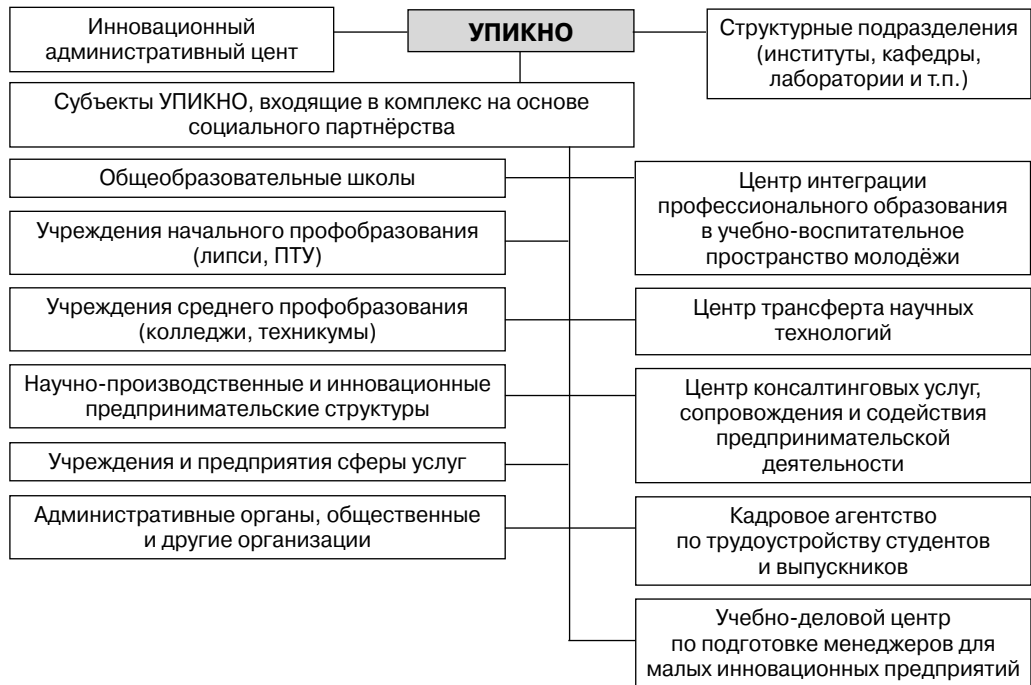 Инновационный
административный цент
УПИКНО
Структурные подразделения
(институты, кафедры,
лаборатории и т.п.)
Субъекты УПИКНО, входящие в комплекс на основе
социального партнёрства
Общеобразовательные школы
Учреждения начального профобразования
(липси, ПТУ)
Учреждения среднего профобразования
(колледжи, техникумы)
Научно-производственные и инновационные
предпринимательские структуры
Учреждения и предприятия сферы услуг
Административные органы, общественные
и другие организации
Центр интеграции
профессионального образования
в учебно-воспитательное
пространство молодёжи
Центр трансферта научных
технологий
Центр консалтинговых услуг,
сопровождения и содействия
предпринимательской
деятельности
Кадровое агентство
по трудоустройству студентов
и выпускников
Учебно-деловой центр
по подготовке менеджеров для
малых инновационных предприятий